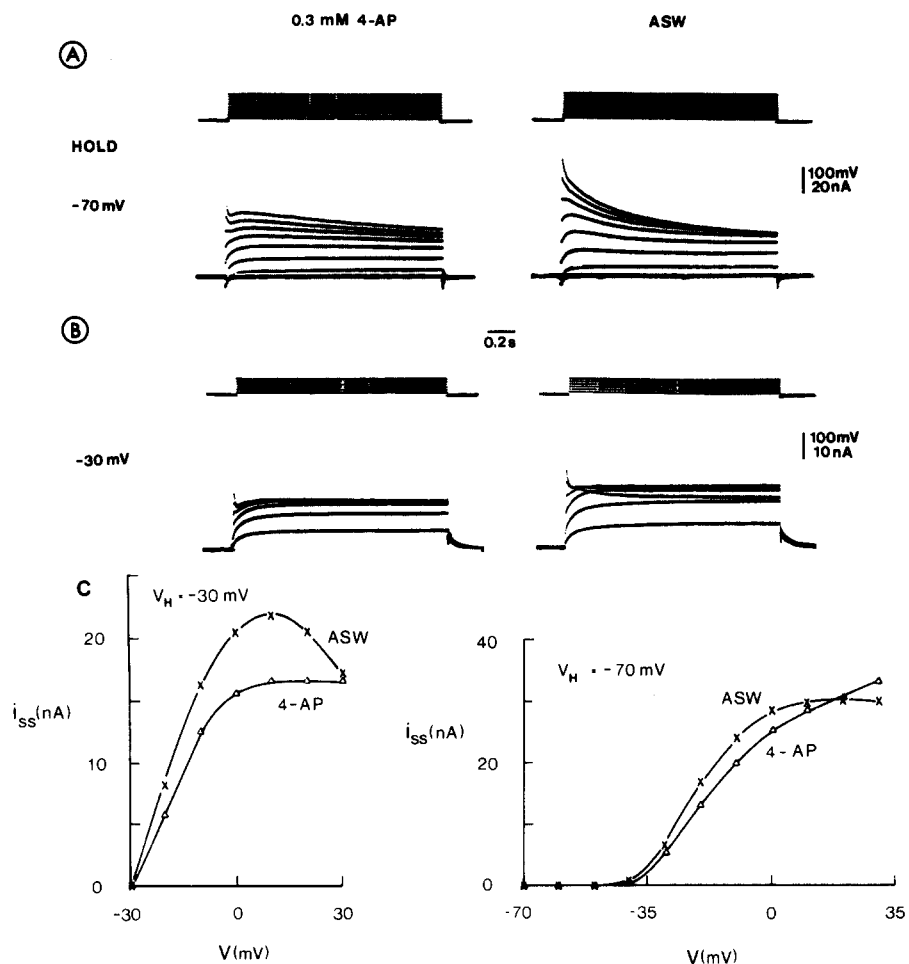 0.3 mM 4-AP
ASW
A
HOLD
-70 mV
100mV
20nA
B
0.2s
-30 mV
100mV
10nA
C
V_H = -30 mV
ASW
4-AP
i_SS(nA)
20
10
0
-30
0
30
V(mV)
V_H = -70 mV
ASW
4-AP
i_SS(nA)
40
20
0
-70
-35
0
35
V(mV)